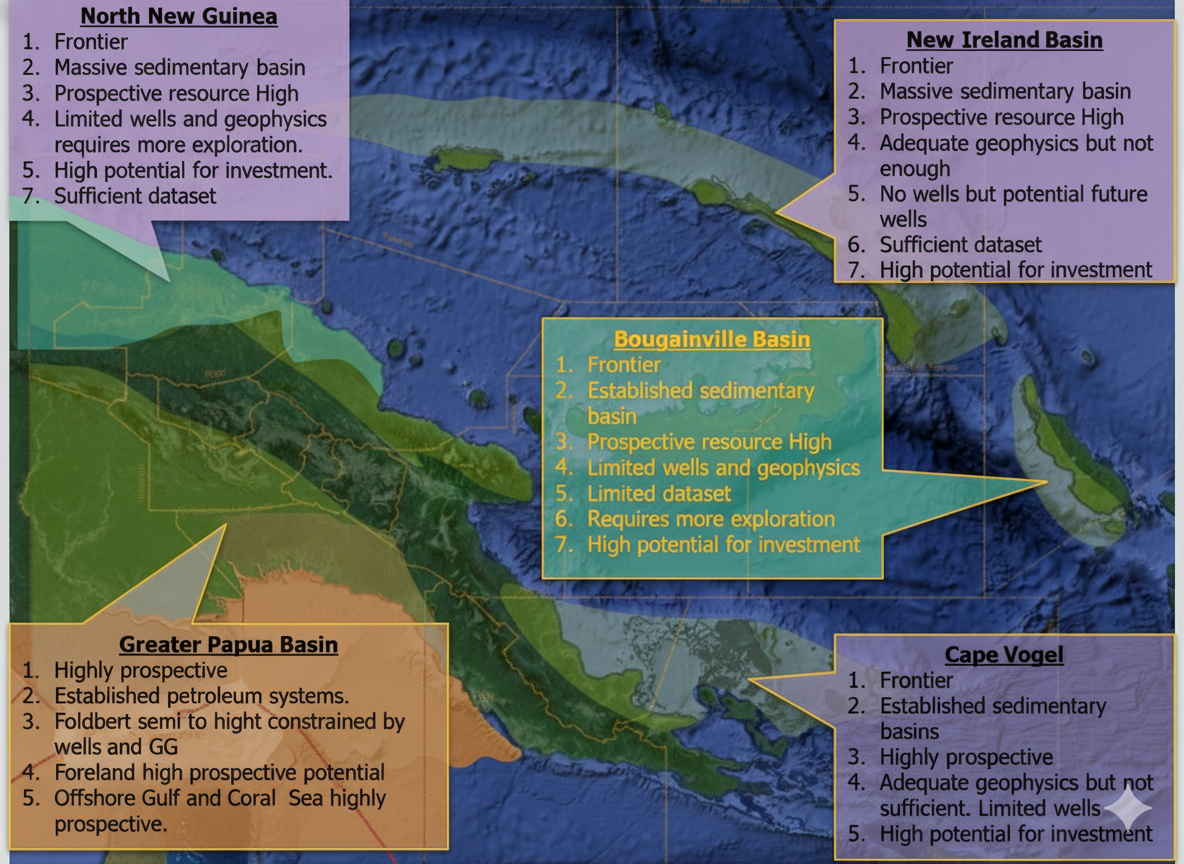 North New Guinea
1. Frontier
2. Massive sedimentary basin
3. Prospective resource High
4. Limited wells and geophysics
requires more exploration.
5. High potential for investment.
7. Sufficient dataset
New Ireland Basin
1. Frontier
2. Massive sedimentary basin
3. Prospective resource High
4. Adequate geophysics but not
enough
5. No wells but potential future
wells
6. Sufficient dataset
7. High potential for investment
Bougainville Basin
1. Frontier
2. Established sedimentary
basin
3. Prospective resource High
4. Limited wells and geophysics
5. Limited dataset
6. Requires more exploration
7. High potential for investment
Greater Papua Basin
1. Highly prospective
2. Established petroleum systems.
3. Foldbert semi to hight constrained by
wells and GG
4. Foreland high prospective potential
5. Offshore Gulf and Coral Sea highly
prospective.
Cape Vogel
1. Frontier
2. Established sedimentary
basins
3. Highly prospective
4. Adequate geophysics but not
sufficient. Limited wells
5. High potential for investment